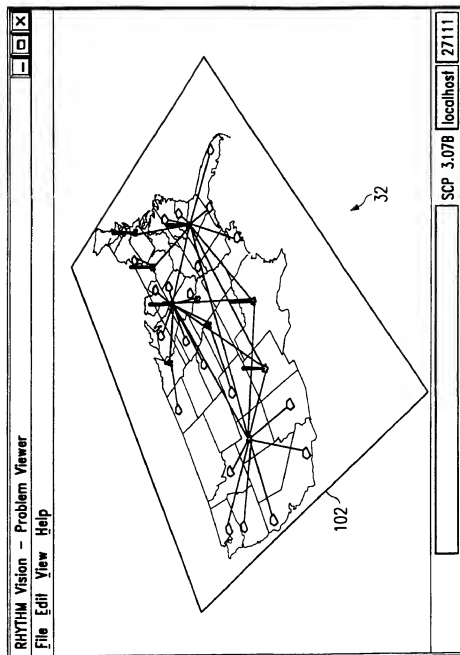 RHYTHM Vision – Problem Viewer
File Edit View Help
102
32
SCP 3.07B localhost 27111